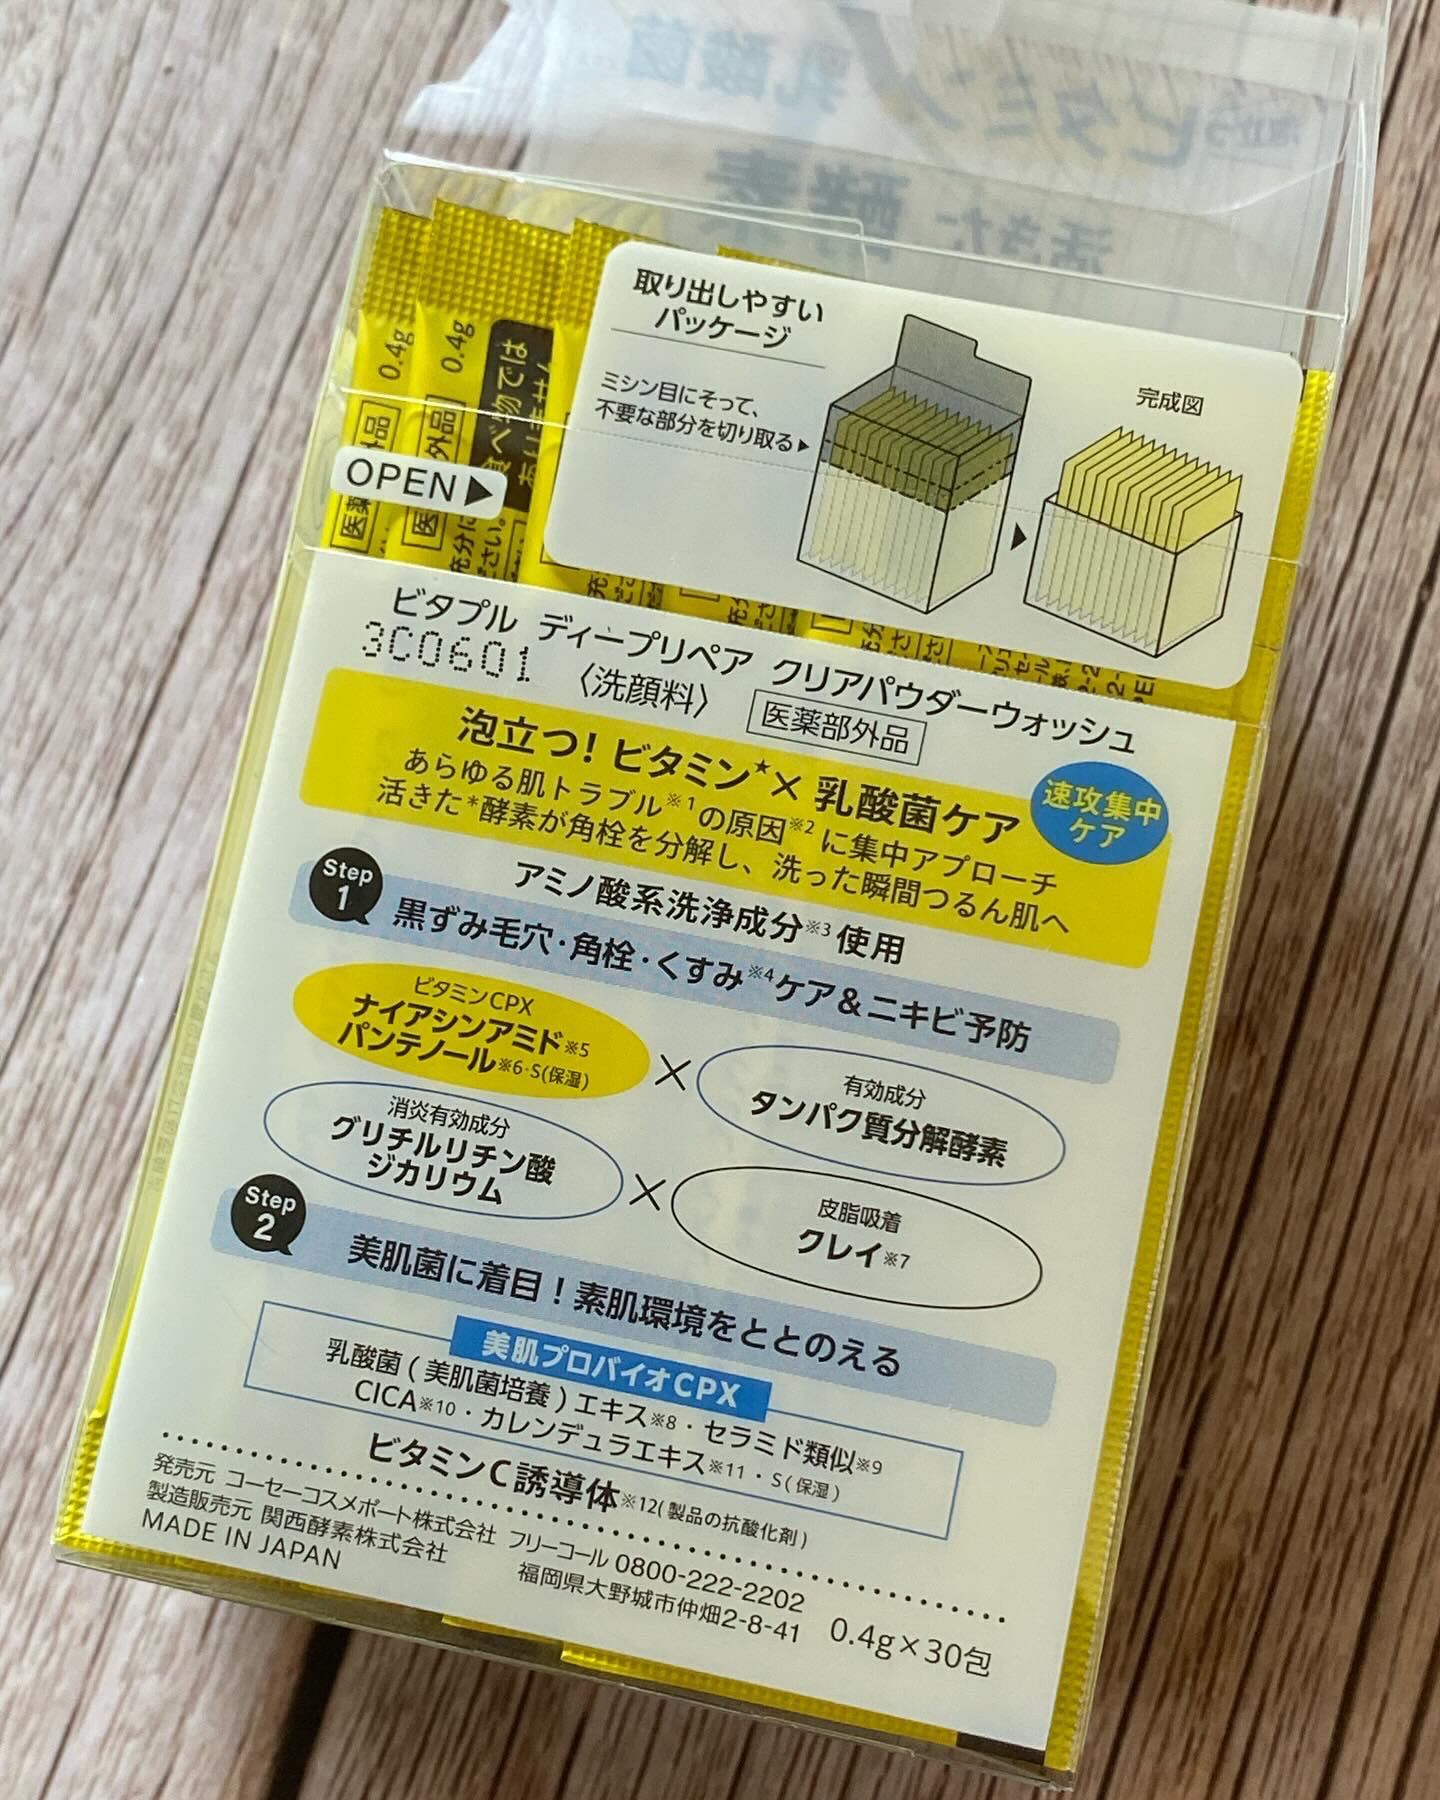 乳酸菌
ビタミン
活きた酵素
取り出しやすい
パッケージ
ミシン目にそって、
不要な部分を切り取る▶
完成図
0.4g
0.4g
OPEN▶
ビタプル ディープリペア クリアパウダーウォッシュ
3C0601
〈洗顔料〉 医薬部外品
泡立つ!ビタミン★×乳酸菌ケア
速攻集中
ケア
あらゆる肌トラブル※1の原因※2に集中アプローチ
活きた*酵素が角栓を分解し、洗った瞬間つるん肌へ
Step
1
アミノ酸系洗浄成分※3使用
黒ずみ毛穴・角栓・くすみ※4ケア&ニキビ予防
ビタミンCPX
ナイアシンアミド※5
パンテノール※6・S(保湿)
×
有効成分
タンパク質分解酵素
消炎有効成分
グリチルリチン酸
ジカリウム
×
皮脂吸着
クレイ※7
Step
2
美肌菌に着目!素肌環境をととのえる
美肌プロバイオCPX
乳酸菌(美肌菌培養)エキス※8・セラミド類似※9
CICA※10・カレンデュラエキス※11・S(保湿)
ビタミンC誘導体※12(製品の抗酸化剤)
発売元 コーセーコスメポート株式会社 フリーコール 0800-222-2202
製造販売元 関西酵素株式会社 福岡県大野城市仲畑2-8-41
MADE IN JAPAN
0.4g×30包